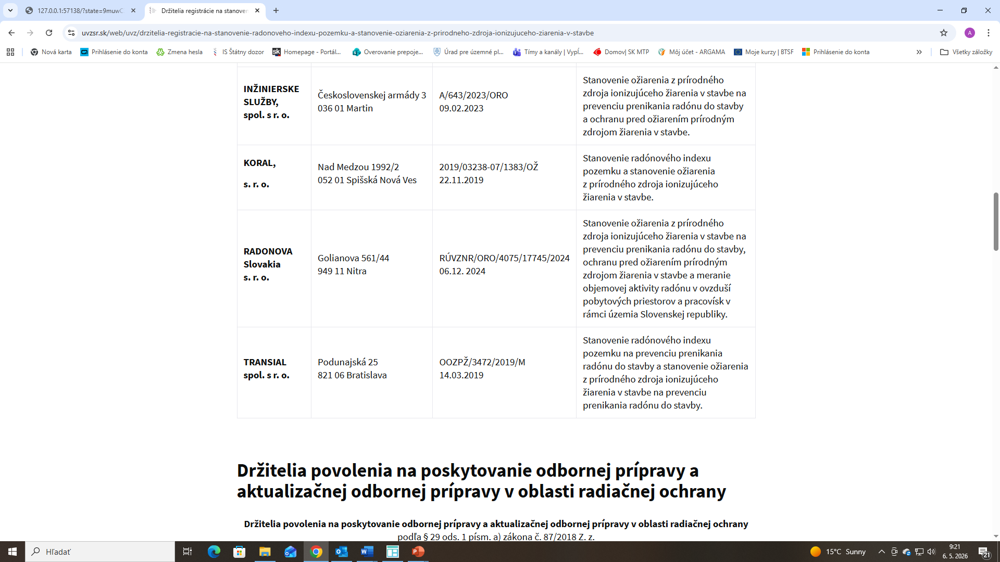 127.0.0.1:57138/?state=9muwC
Držitelia registrácie na stanoven
uvzsr.sk/web/uvz/drzitelia-registracie-na-stanovenie-radonoveho-indexu-pozemku-a-stanovenie-oziarenia-z-prirodneho-zdroja-ionizujuceho-ziarenia-v-stavbe
A
Nová karta
Prihlásenie do konta
Zmena hesla
IS Štátny dozor
Homepage - Portál...
Overovanie prepoje...
Úrad pre územné pl...
Tímy a kanály | Vypĺ...
Domov| SK MTP
Môj účet - ARGAMA
Moje kurzy | BTSF
Prihlásenie do konta
Všetky záložky
INŽINIERSKE
SLUŽBY,
spol. s r. o.
Československej armády 3
036 01 Martin
A/643/2023/ORO
09.02.2023
Stanovenie ožiarenia z prírodného
zdroja ionizujúceho žiarenia v stavbe na
prevenciu prenikania radónu do stavby
a ochranu pred ožiarením prírodným
zdrojom žiarenia v stavbe.
KORAL,
s. r. o.
Nad Medzou 1992/2
052 01 Spišská Nová Ves
2019/03238-07/1383/OŽ
22.11.2019
Stanovenie radónového indexu
pozemku a stanovenie ožiarenia
z prírodného zdroja ionizujúceho
žiarenia v stavbe.
RADONOVA
Slovakia
s. r. o.
Golianova 561/44
949 11 Nitra
RÚVZNR/ORO/4075/17745/2024
06.12. 2024
Stanovenie ožiarenia z prírodného
zdroja ionizujúceho žiarenia v stavbe na
prevenciu prenikania radónu do stavby,
ochranu pred ožiarením prírodným
zdrojom žiarenia v stavbe a meranie
objemovej aktivity radónu v ovzduší
pobytových priestorov a pracovísk v
rámci územia Slovenskej republiky.
TRANSIAL
spol. s r. o.
Podunajská 25
821 06 Bratislava
OOZPŽ/3472/2019/M
14.03.2019
Stanovenie radónového indexu
pozemku na prevenciu prenikania
radónu do stavby a stanovenie ožiarenia
z prírodného zdroja ionizujúceho
žiarenia v stavbe na prevenciu
prenikania radónu do stavby.
Držitelia povolenia na poskytovanie odbornej prípravy a
aktualizačnej odbornej prípravy v oblasti radiačnej ochrany
Držitelia povolenia na poskytovanie odbornej prípravy a aktualizačnej odbornej prípravy v oblasti radiačnej ochrany
podľa § 29 ods. 1 písm. a) zákona č. 87/2018 Z. z.
Hľadať
15°C Sunny
9:21
6. 5. 2026
21